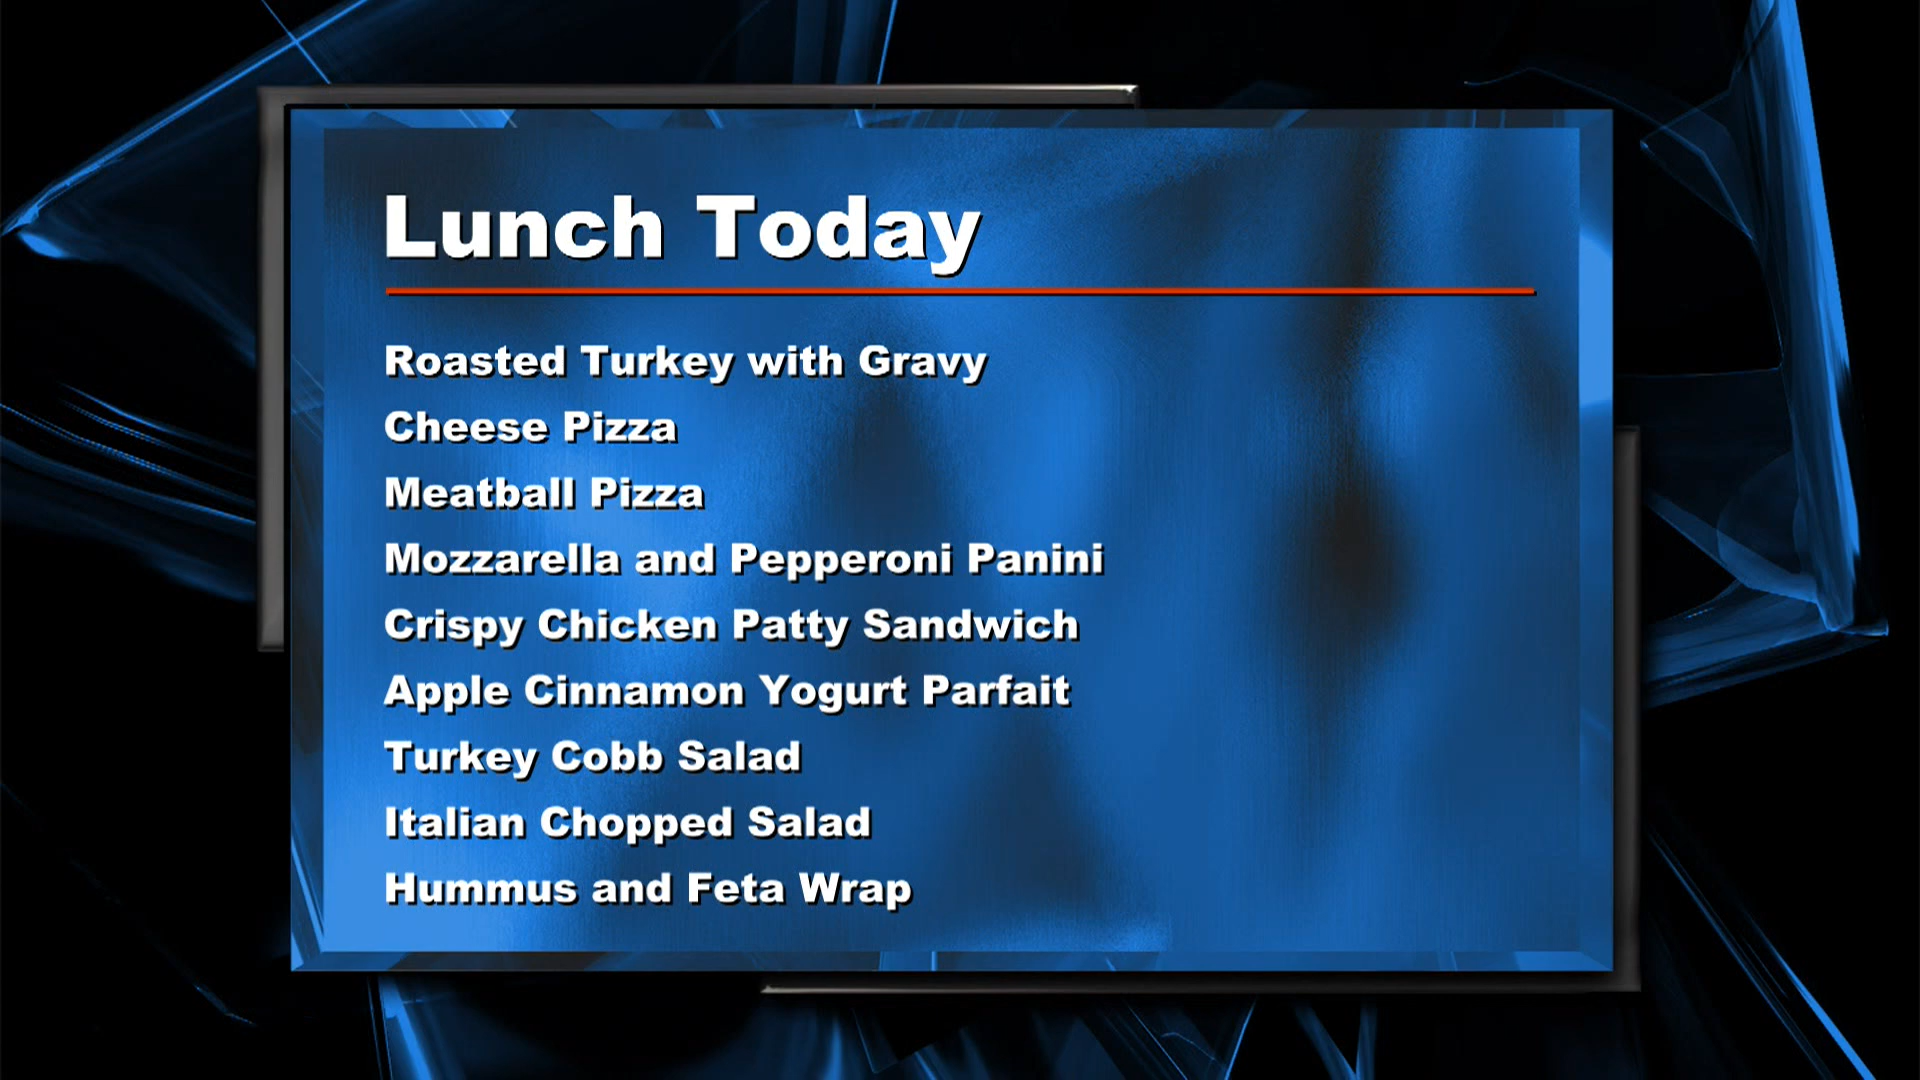 Lunch Today
Roasted Turkey with Gravy
Cheese Pizza
Meatball Pizza
Mozzarella and Pepperoni Panini
Crispy Chicken Patty Sandwich
Apple Cinnamon Yogurt Parfait
Turkey Cobb Salad
Italian Chopped Salad
Hummus and Feta Wrap